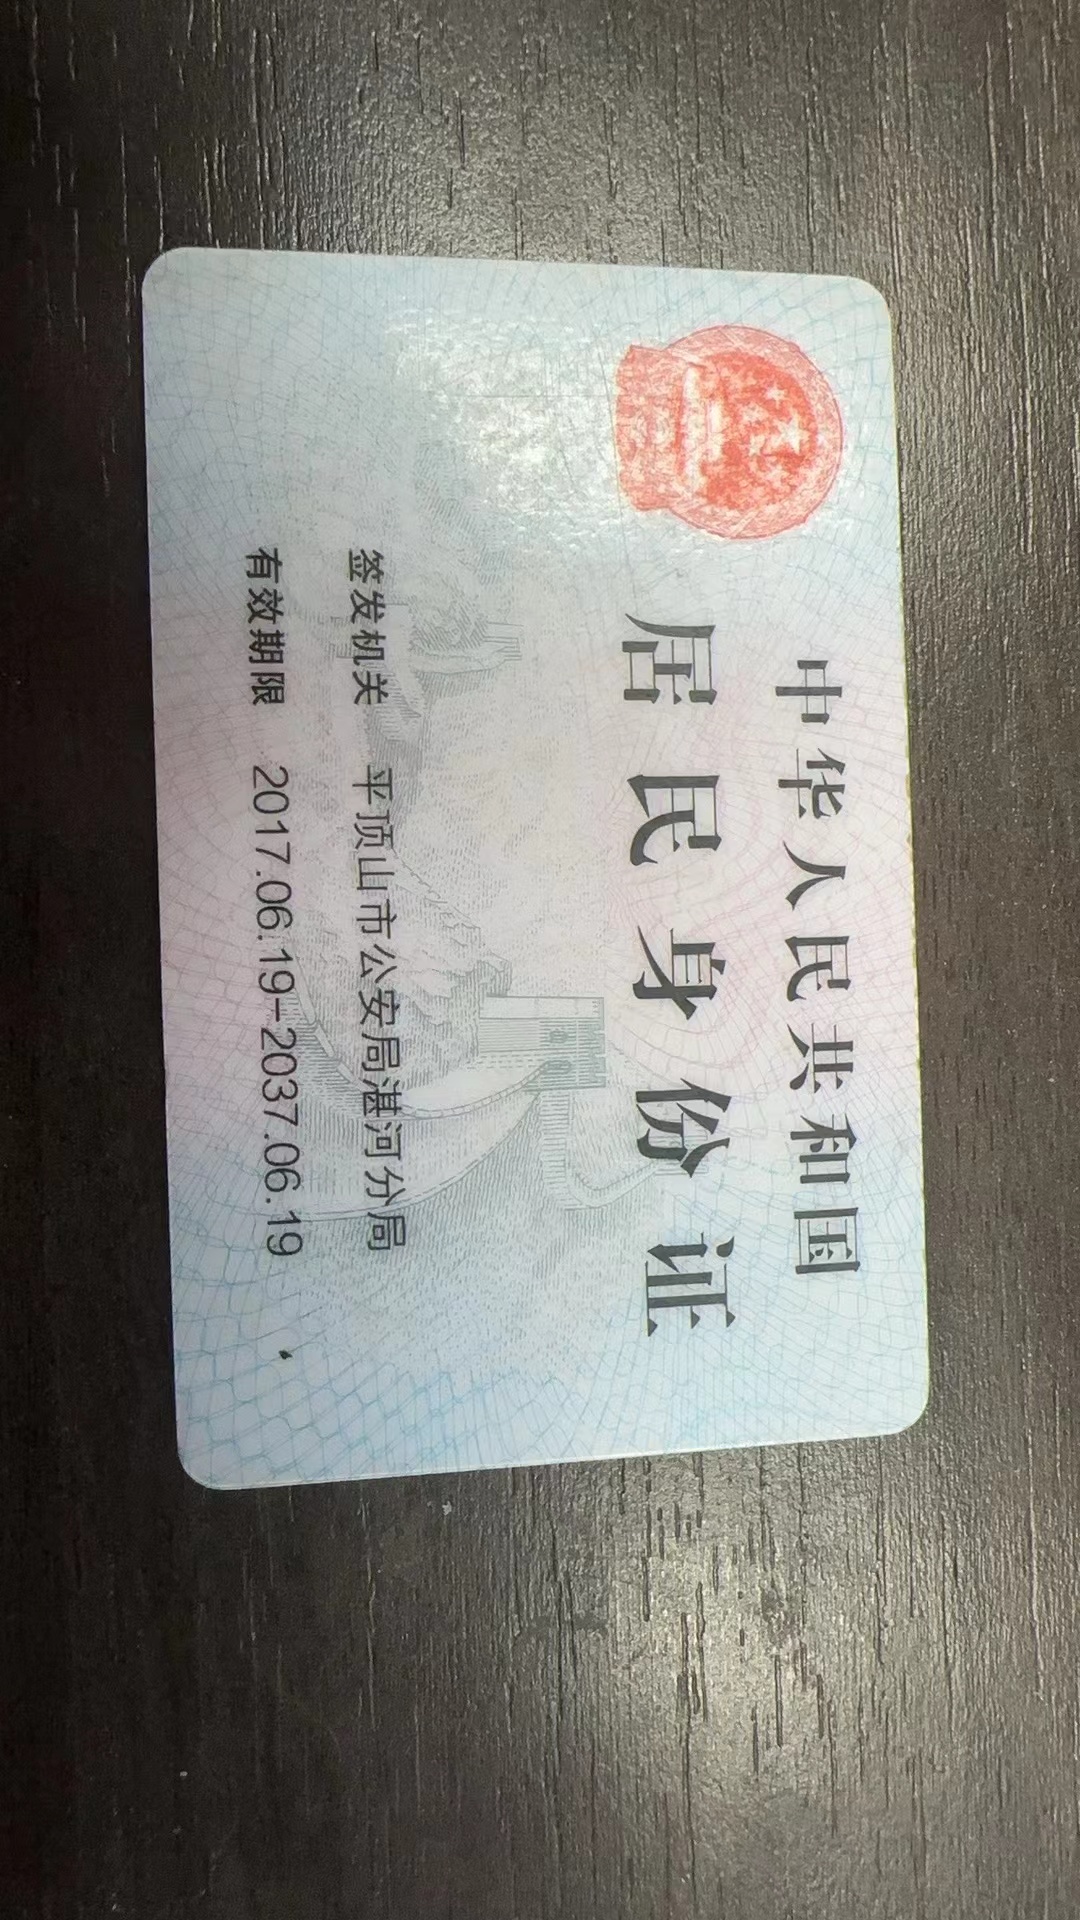 中华人民共和国
居民身份证
签发机关 平顶山市公安局湛河分局
有效期限 2017.06.19-2037.06.19